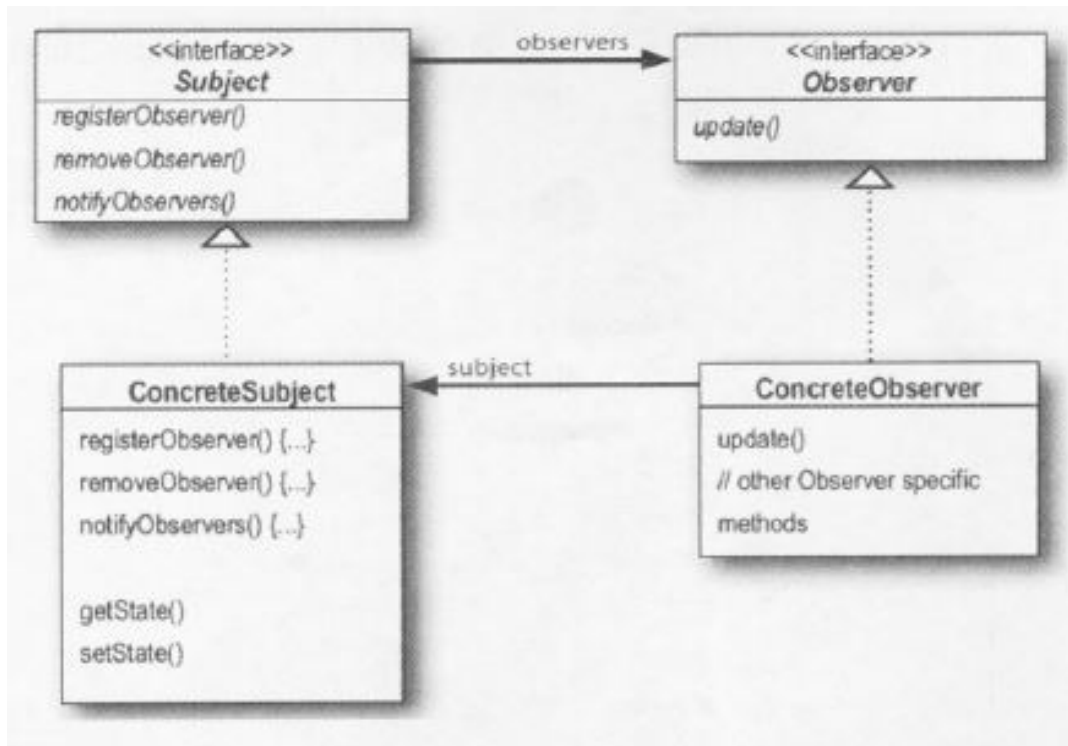 <<interface>>
Subject
registerObserver()
removeObserver()
notifyObservers()
observers
<<interface>>
Observer
update()
ConcreteSubject
registerObserver() {...}
removeObserver() {...}
notifyObservers() {...}
getState()
setState()
subject
ConcreteObserver
update()
// other Observer specific
methods